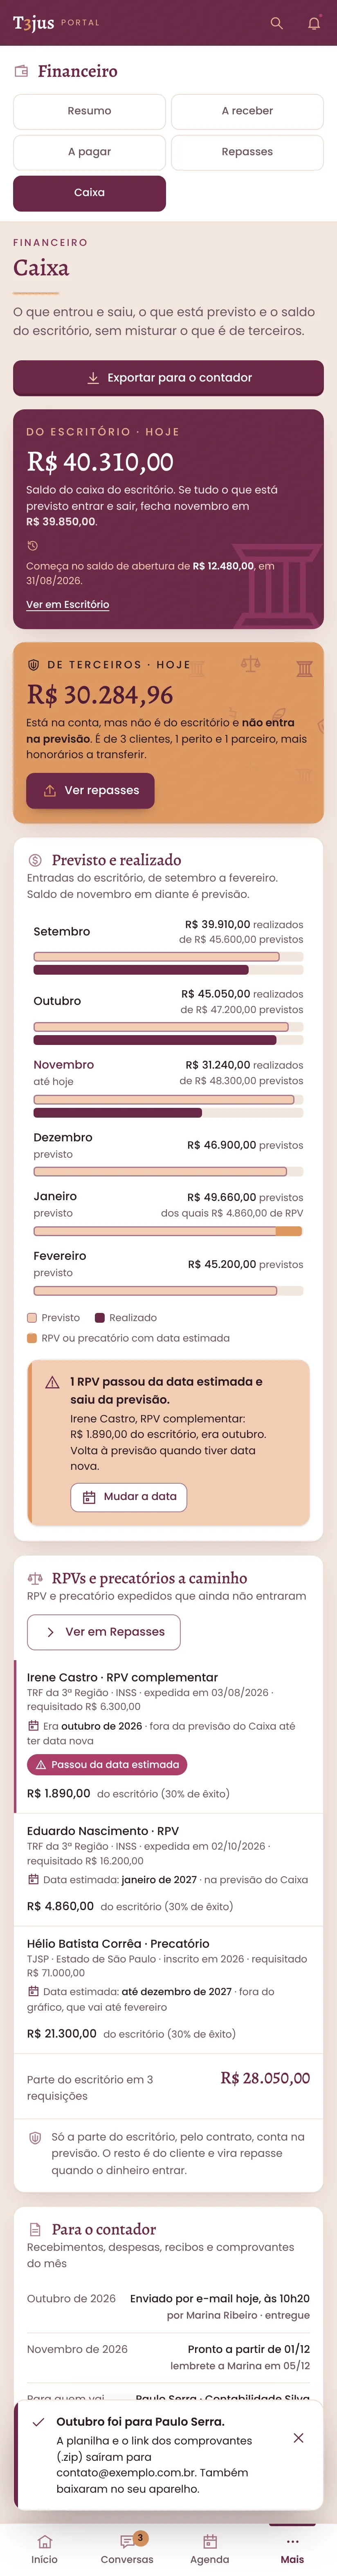 T3jus PORTAL
Financeiro
Resumo
A receber
A pagar
Repasses
Caixa
FINANCEIRO
Caixa
O que entrou e saiu, o que está previsto e o saldo
do escritório, sem misturar o que é de terceiros.
Exportar para o contador
DO ESCRITÓRIO · HOJE
R$ 40.310,00
Saldo do caixa do escritório. Se tudo o que está
previsto entrar e sair, fecha novembro em
R$ 39.850,00.
Começa no saldo de abertura de R$ 12.480,00, em
31/08/2026.
Ver em Escritório
DE TERCEIROS · HOJE
R$ 30.284,96
Está na conta, mas não é do escritório e não entra
na previsão. É de 3 clientes, 1 perito e 1 parceiro, mais
honorários a transferir.
Ver repasses
Previsto e realizado
Entradas do escritório, de setembro a fevereiro.
Saldo de novembro em diante é previsão.
Setembro
R$ 39.910,00 realizados
de R$ 45.600,00 previstos
Outubro
R$ 45.050,00 realizados
de R$ 47.200,00 previstos
Novembro
até hoje
R$ 31.240,00 realizados
de R$ 48.300,00 previstos
Dezembro
previsto
R$ 46.900,00 previstos
Janeiro
previsto
R$ 49.660,00 previstos
dos quais R$ 4.860,00 de RPV
Fevereiro
previsto
R$ 45.200,00 previstos
Previsto
Realizado
RPV ou precatório com data estimada
1 RPV passou da data estimada e
saiu da previsão.
Irene Castro, RPV complementar:
R$ 1.890,00 do escritório, era outubro.
Volta à previsão quando tiver data
nova.
Mudar a data
RPVs e precatórios a caminho
RPV e precatório expedidos que ainda não entraram
Ver em Repasses
Irene Castro · RPV complementar
TRF da 3ª Região · INSS · expedida em 03/08/2026 ·
requisitado R$ 6.300,00
Era outubro de 2026 · fora da previsão do Caixa até
ter data nova
Passou da data estimada
R$ 1.890,00 do escritório (30% de êxito)
Eduardo Nascimento · RPV
TRF da 3ª Região · INSS · expedida em 02/10/2026 ·
requisitado R$ 16.200,00
Data estimada: janeiro de 2027 · na previsão do Caixa
R$ 4.860,00 do escritório (30% de êxito)
Hélio Batista Corrêa · Precatório
TJSP · Estado de São Paulo · inscrito em 2026 · requisitado
R$ 71.000,00
Data estimada: até dezembro de 2027 · fora do
gráfico, que vai até fevereiro
R$ 21.300,00 do escritório (30% de êxito)
Parte do escritório em 3
requisições
R$ 28.050,00
Só a parte do escritório, pelo contrato, conta na
previsão. O resto é do cliente e vira repasse
quando o dinheiro entrar.
Para o contador
Recebimentos, despesas, recibos e comprovantes
do mês
Outubro de 2026
Enviado por e-mail hoje, às 10h20
por Marina Ribeiro · entregue
Novembro de 2026
Pronto a partir de 01/12
lembrete a Marina em 05/12
Para quem vai
Paulo Serra · Contabilidade Silva
Outubro foi para Paulo Serra.
A planilha e o link dos comprovantes
(.zip) saíram para
contato@exemplo.com.br. Também
baixaram no seu aparelho.
Início
3
Conversas
Agenda
Mais